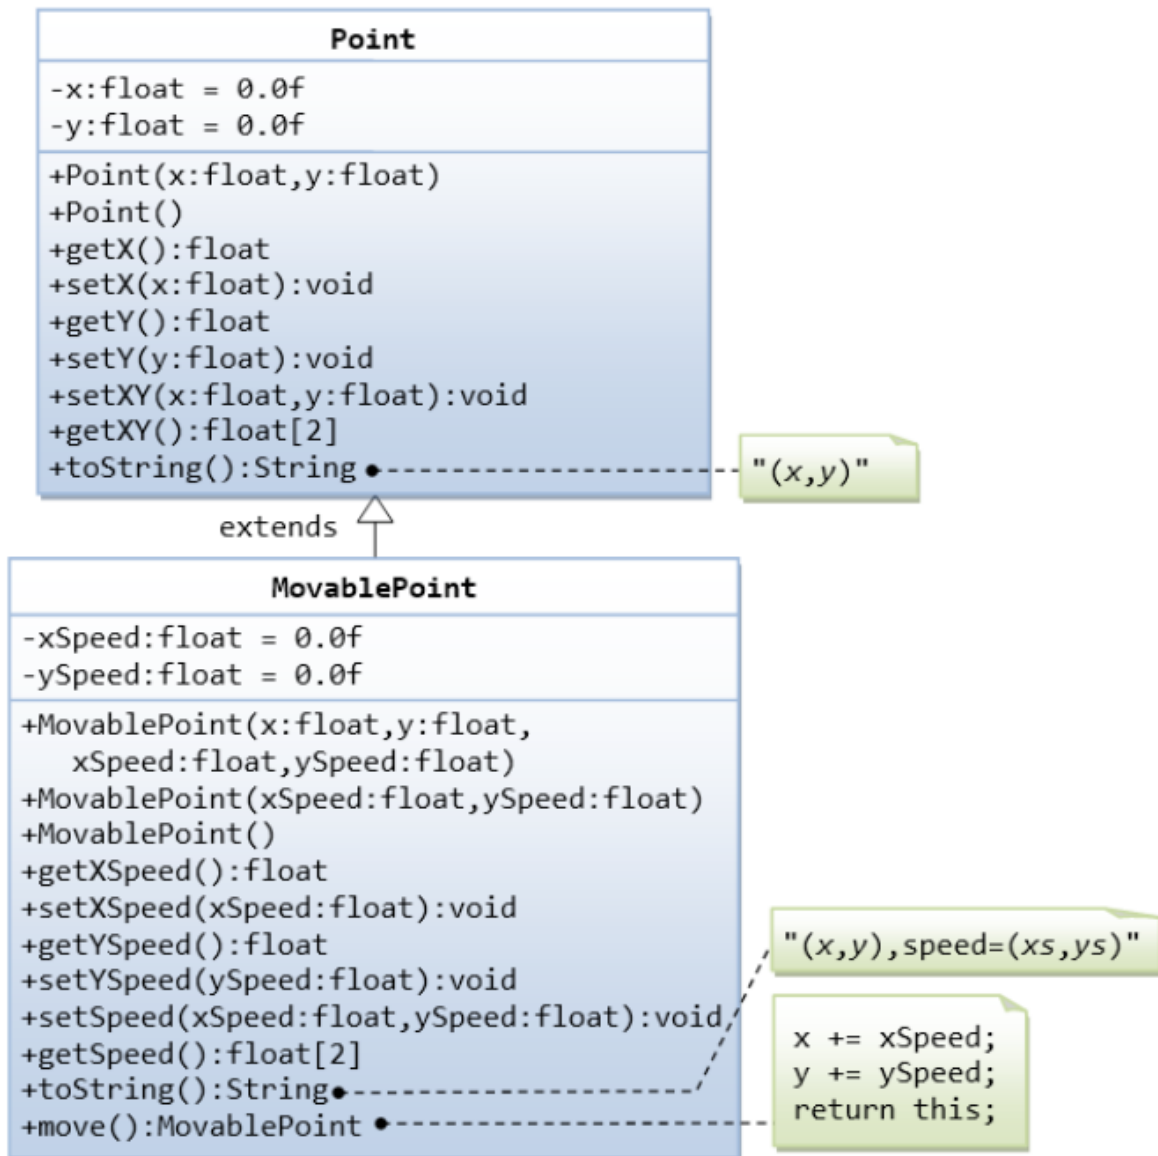 Point
-x:float = 0.0f
-y:float = 0.0f
+Point(x:float,y:float)
+Point()
+getX():float
+setX(x:float):void
+getY():float
+setY(y:float):void
+setXY(x:float,y:float):void
+getXY():float[2]
+toString():String
"(x,y)"
extends
MovablePoint
-xSpeed:float = 0.0f
-ySpeed:float = 0.0f
+MovablePoint(x:float,y:float,
xSpeed:float,ySpeed:float)
+MovablePoint(xSpeed:float,ySpeed:float)
+MovablePoint()
+getXSpeed():float
+setXSpeed(xSpeed:float):void
+getYSpeed():float
+setYSpeed(ySpeed:float):void
+setSpeed(xSpeed:float,ySpeed:float):void
+getSpeed():float[2]
+toString():String
+move():MovablePoint
"(x,y),speed=(xs,ys)"
x += xSpeed;
y += ySpeed;
return this;